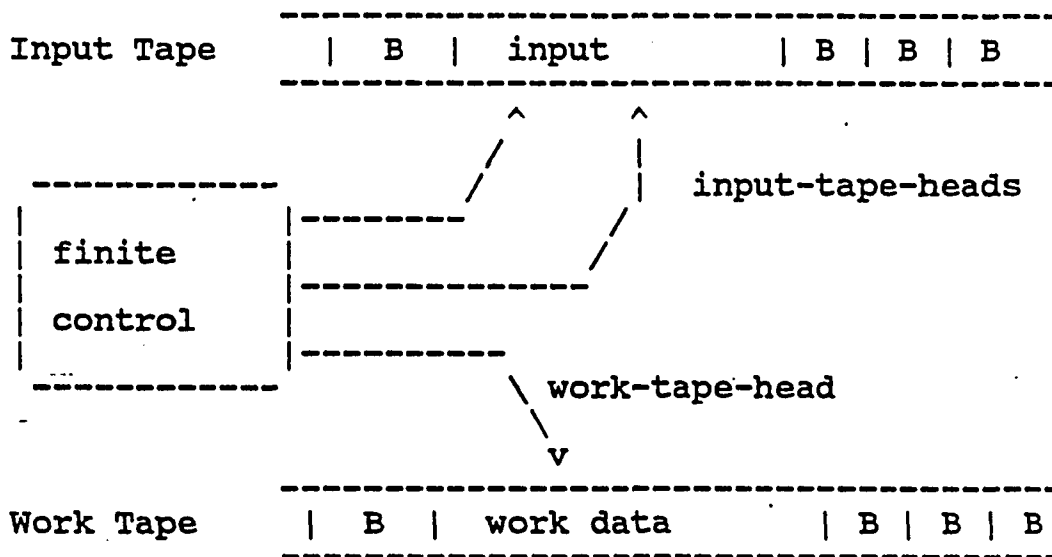 Input Tape | B | input | B | B | B
input-tape-heads
finite
control
work-tape-head
v
Work Tape | B | work data | B | B | B